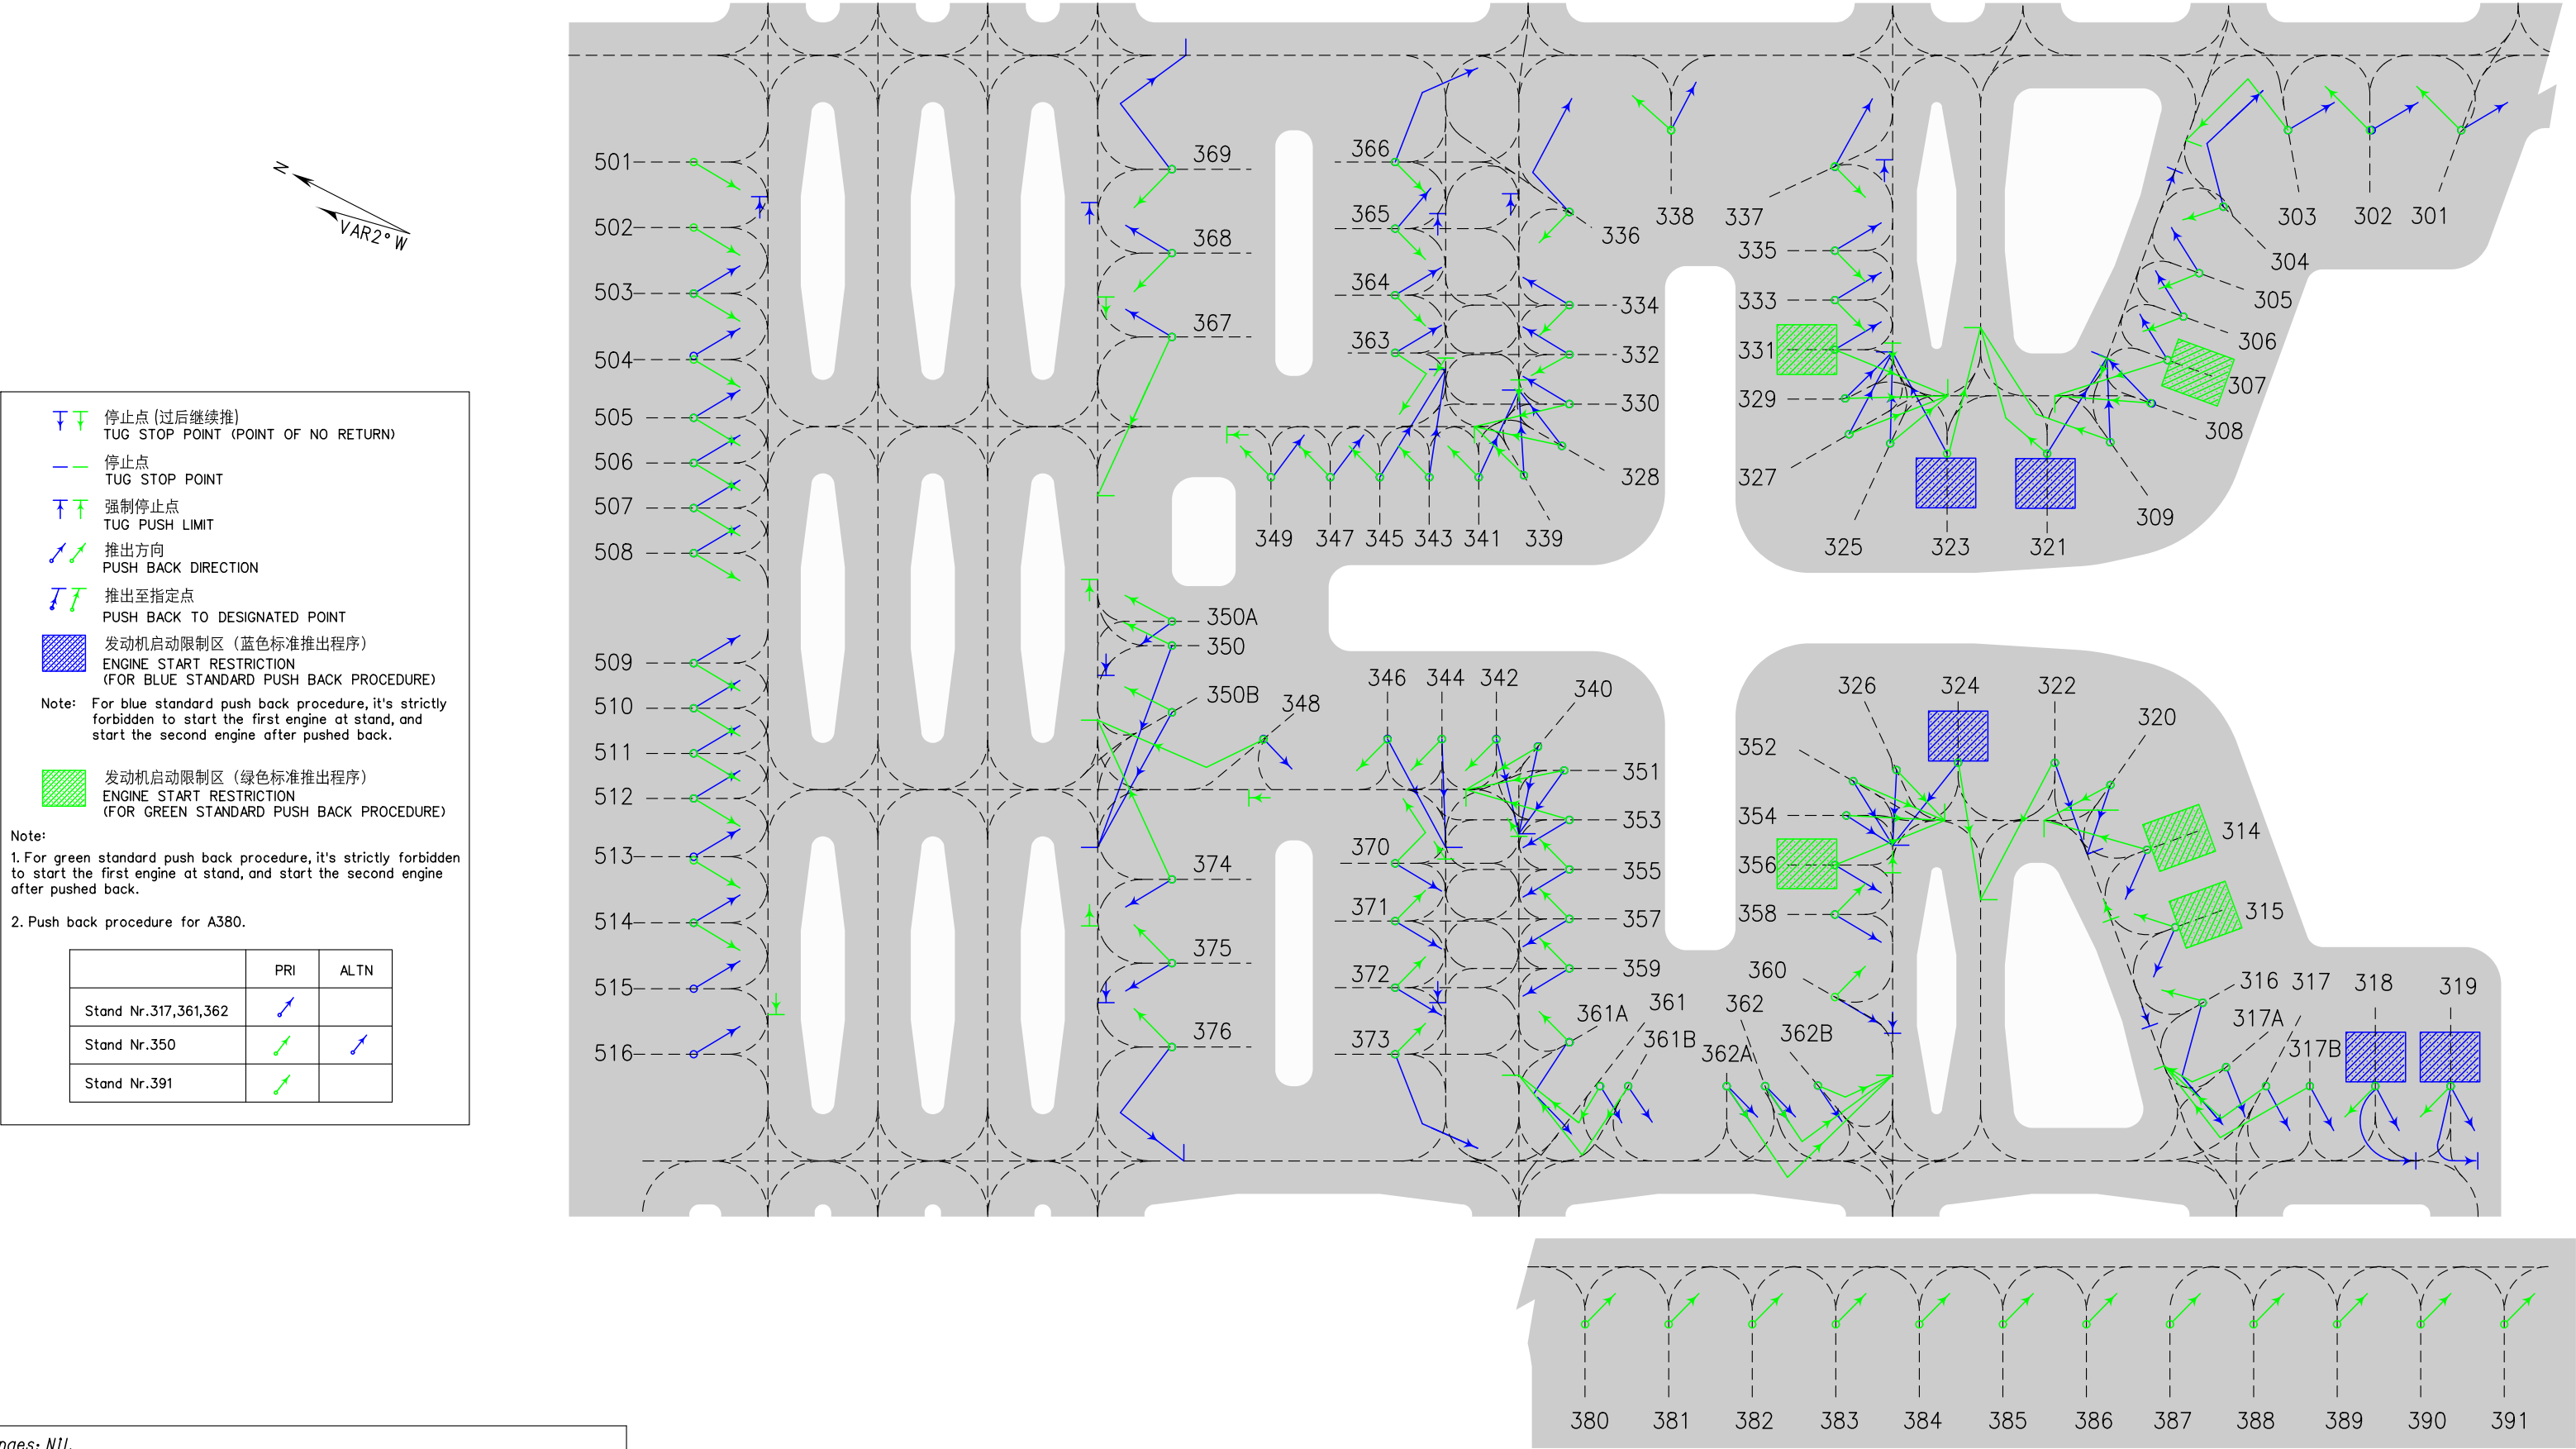 N
VAR2° W
停止点 (过后继续推)
TUG STOP POINT (POINT OF NO RETURN)
停止点
TUG STOP POINT
强制停止点
TUG PUSH LIMIT
推出方向
PUSH BACK DIRECTION
推出至指定点
PUSH BACK TO DESIGNATED POINT
发动机启动限制区（蓝色标准推出程序）
ENGINE START RESTRICTION
(FOR BLUE STANDARD PUSH BACK PROCEDURE)
Note: For blue standard push back procedure, it's strictly
forbidden to start the first engine at stand, and
start the second engine after pushed back.
发动机启动限制区（绿色标准推出程序）
ENGINE START RESTRICTION
(FOR GREEN STANDARD PUSH BACK PROCEDURE)
Note:
1. For green standard push back procedure, it's strictly forbidden
to start the first engine at stand, and start the second engine
after pushed back.
2. Push back procedure for A380.
PRI ALTN
Stand Nr.317,361,362
Stand Nr.350
Stand Nr.391
501
502
503
504
505
506
507
508
509
510
511
512
513
514
515
516
369
368
367
350A
350
350B
348
374
375
376
366
365
364
363
336
334
332
330
328
349 347 345 343 341 339
338 337
335
333
331
329
327
325 323 321 309
303 302 301
304
305
306
307
308
346 344 342 340
351
353
355
357
359
370
371
372
373
361A 361 361B
362 362A 362B
326 324 322 320
352
354
356
358
360
314
315
316 317 318 319
317A
317B
380 381 382 383 384 385 386 387 388 389 390 391
nges: Nil.